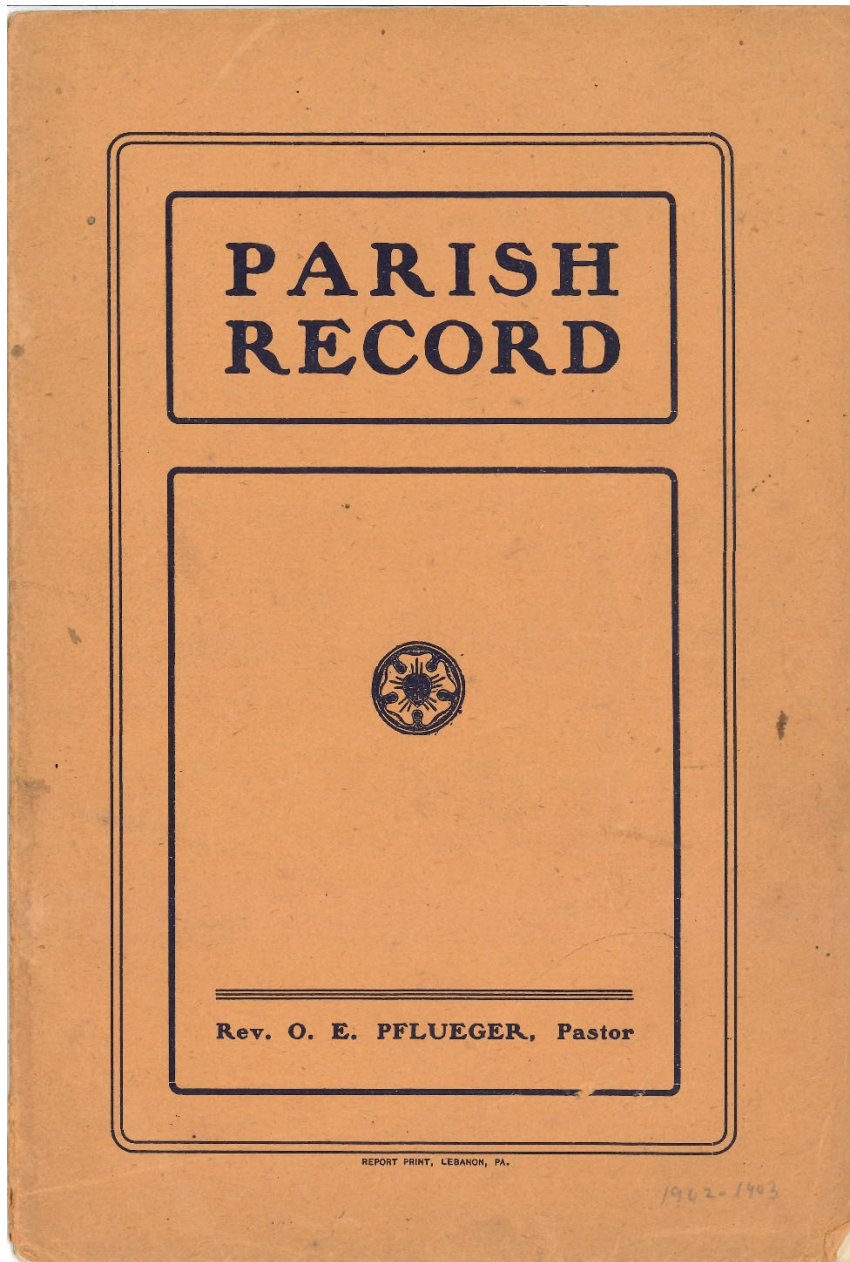 PARISH
RECORD
Rev. O. E. PFLUEGER, Pastor
REPORT PRINT, LEBANON, PA.
1902-1903